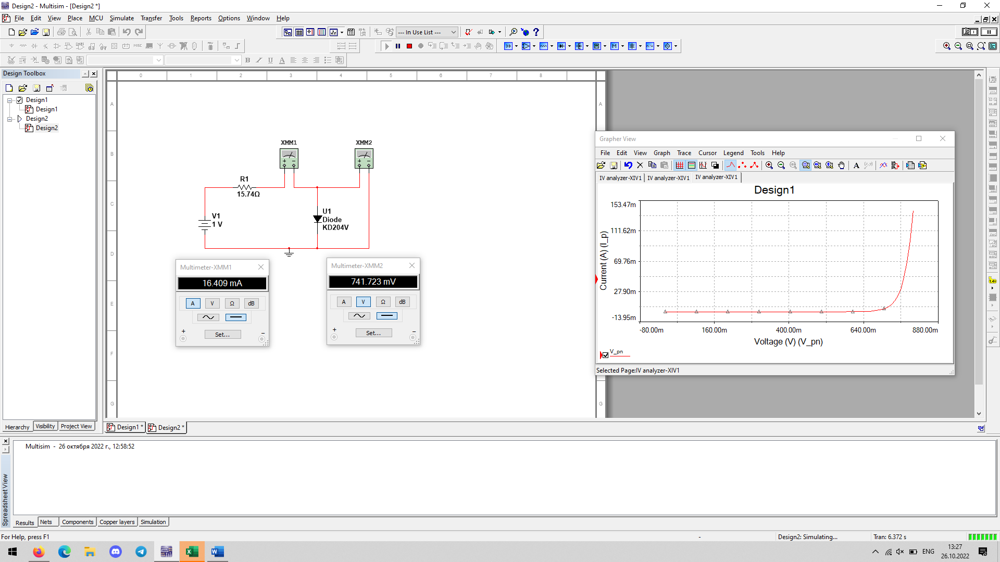 Design2 - Multisim - [Design2 *]
File Edit View Place MCU Simulate Transfer Tools Reports Options Window Help
--- In Use List ---
MISC
B I U A
Design Toolbox
Design1
Design1
Design2
Design2
Hierarchy Visibility Project View
0 1 2 3 4 5 6 7 8
A
B
C
D
E
F
G
A
G
XMM1
XMM2
R1
15.74Ω
V1
1 V
U1
Diode
KD204V
Multimeter-XMM1
16.409 mA
A V Ω dB
+ Set... −
Multimeter-XMM2
741.723 mV
A V Ω dB
+ Set... −
Design1 * Design2 *
Grapher View
File Edit View Graph Trace Cursor Legend Tools Help
IV analyzer-XIV1 IV analyzer-XIV1 IV analyzer-XIV1
Design1
Current (A) (I_p)
153.47m
111.62m
69.76m
27.90m
-13.95m
-80.00m 160.00m 400.00m 640.00m 880.00m
Voltage (V) (V_pn)
V_pn
Selected Page:IV analyzer-XIV1
Multisim - 26 октября 2022 г., 12:58:52
Spreadsheet View
Results Nets Components Copper layers Simulation
For Help, press F1
-
Design2: Simulating...
Tran: 6.372 s
ENG
13:27
26.10.2022